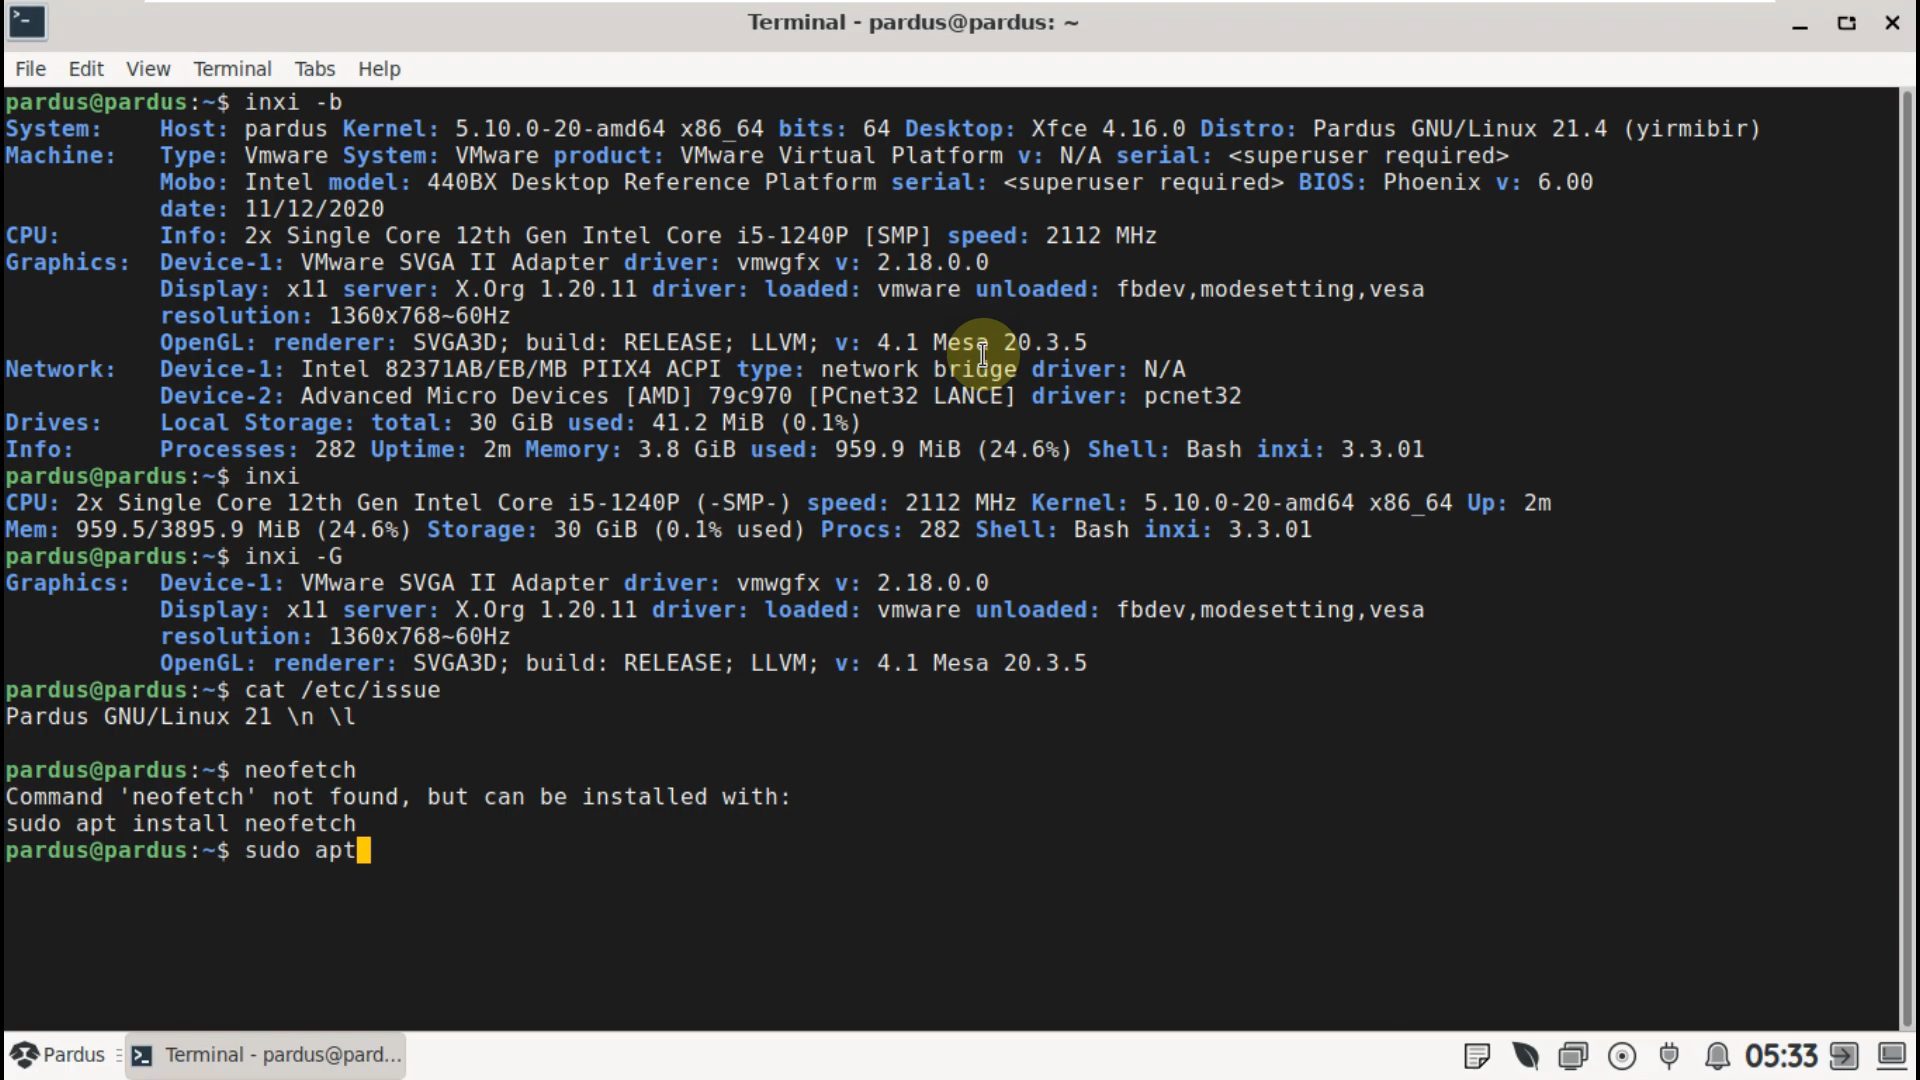 Terminal - pardus@pardus: ~
File Edit View Terminal Tabs Help
pardus@pardus:~$ inxi -b
System:    Host: pardus Kernel: 5.10.0-20-amd64 x86_64 bits: 64 Desktop: Xfce 4.16.0 Distro: Pardus GNU/Linux 21.4 (yirmibir)
Machine:   Type: Vmware System: VMware product: VMware Virtual Platform v: N/A serial: <superuser required>
           Mobo: Intel model: 440BX Desktop Reference Platform serial: <superuser required> BIOS: Phoenix v: 6.00
           date: 11/12/2020
CPU:       Info: 2x Single Core 12th Gen Intel Core i5-1240P [SMP] speed: 2112 MHz
Graphics:  Device-1: VMware SVGA II Adapter driver: vmwgfx v: 2.18.0.0
           Display: x11 server: X.Org 1.20.11 driver: loaded: vmware unloaded: fbdev,modesetting,vesa
           resolution: 1360x768~60Hz
           OpenGL: renderer: SVGA3D; build: RELEASE; LLVM; v: 4.1 Mesa 20.3.5
Network:   Device-1: Intel 82371AB/EB/MB PIIX4 ACPI type: network bridge driver: N/A
           Device-2: Advanced Micro Devices [AMD] 79c970 [PCnet32 LANCE] driver: pcnet32
Drives:    Local Storage: total: 30 GiB used: 41.2 MiB (0.1%)
Info:      Processes: 282 Uptime: 2m Memory: 3.8 GiB used: 959.9 MiB (24.6%) Shell: Bash inxi: 3.3.01
pardus@pardus:~$ inxi
CPU: 2x Single Core 12th Gen Intel Core i5-1240P (-SMP-) speed: 2112 MHz Kernel: 5.10.0-20-amd64 x86_64 Up: 2m
Mem: 959.5/3895.9 MiB (24.6%) Storage: 30 GiB (0.1% used) Procs: 282 Shell: Bash inxi: 3.3.01
pardus@pardus:~$ inxi -G
Graphics:  Device-1: VMware SVGA II Adapter driver: vmwgfx v: 2.18.0.0
           Display: x11 server: X.Org 1.20.11 driver: loaded: vmware unloaded: fbdev,modesetting,vesa
           resolution: 1360x768~60Hz
           OpenGL: renderer: SVGA3D; build: RELEASE; LLVM; v: 4.1 Mesa 20.3.5
pardus@pardus:~$ cat /etc/issue
Pardus GNU/Linux 21 \n \l

pardus@pardus:~$ neofetch
Command 'neofetch' not found, but can be installed with:
sudo apt install neofetch
pardus@pardus:~$ sudo apt
Pardus Terminal - pardus@pard... 05:33